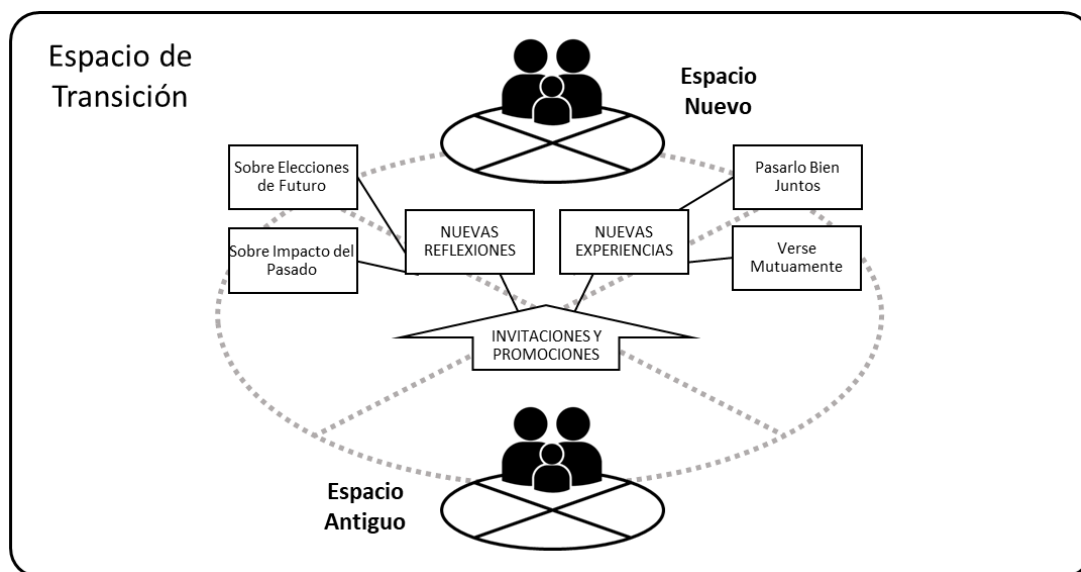 Espacio de
Transición
Espacio
Nuevo
Sobre Elecciones
de Futuro
Pasarlo Bien
Juntos
NUEVAS
REFLEXIONES
NUEVAS
EXPERIENCIAS
Sobre Impacto del
Pasado
Verse
Mutuamente
INVITACIONES Y
PROMOCIONES
Espacio
Antiguo